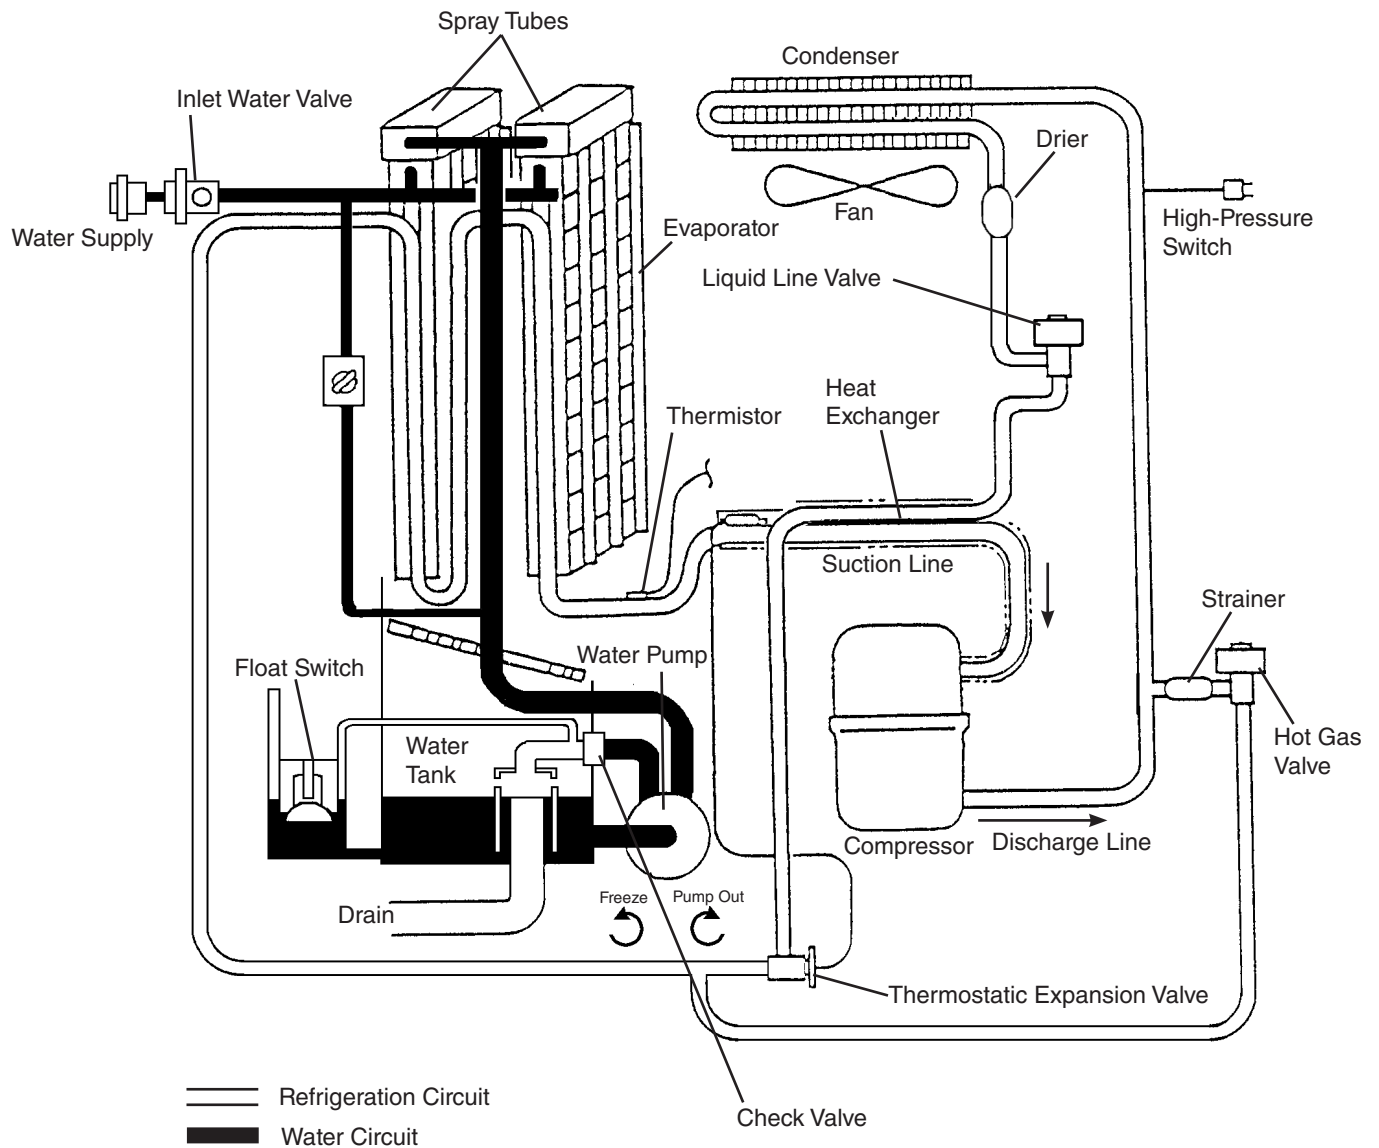 Spray Tubes
Condenser
Inlet Water Valve
Drier
Water Supply
Fan
High-Pressure
Switch
Evaporator
Liquid Line Valve
Thermistor
Heat
Exchanger
Suction Line
Strainer
Float Switch
Water Pump
Water
Tank
Hot Gas
Valve
Compressor
Discharge Line
Freeze
Pump Out
Drain
Thermostatic Expansion Valve
Refrigeration Circuit
Check Valve
Water Circuit